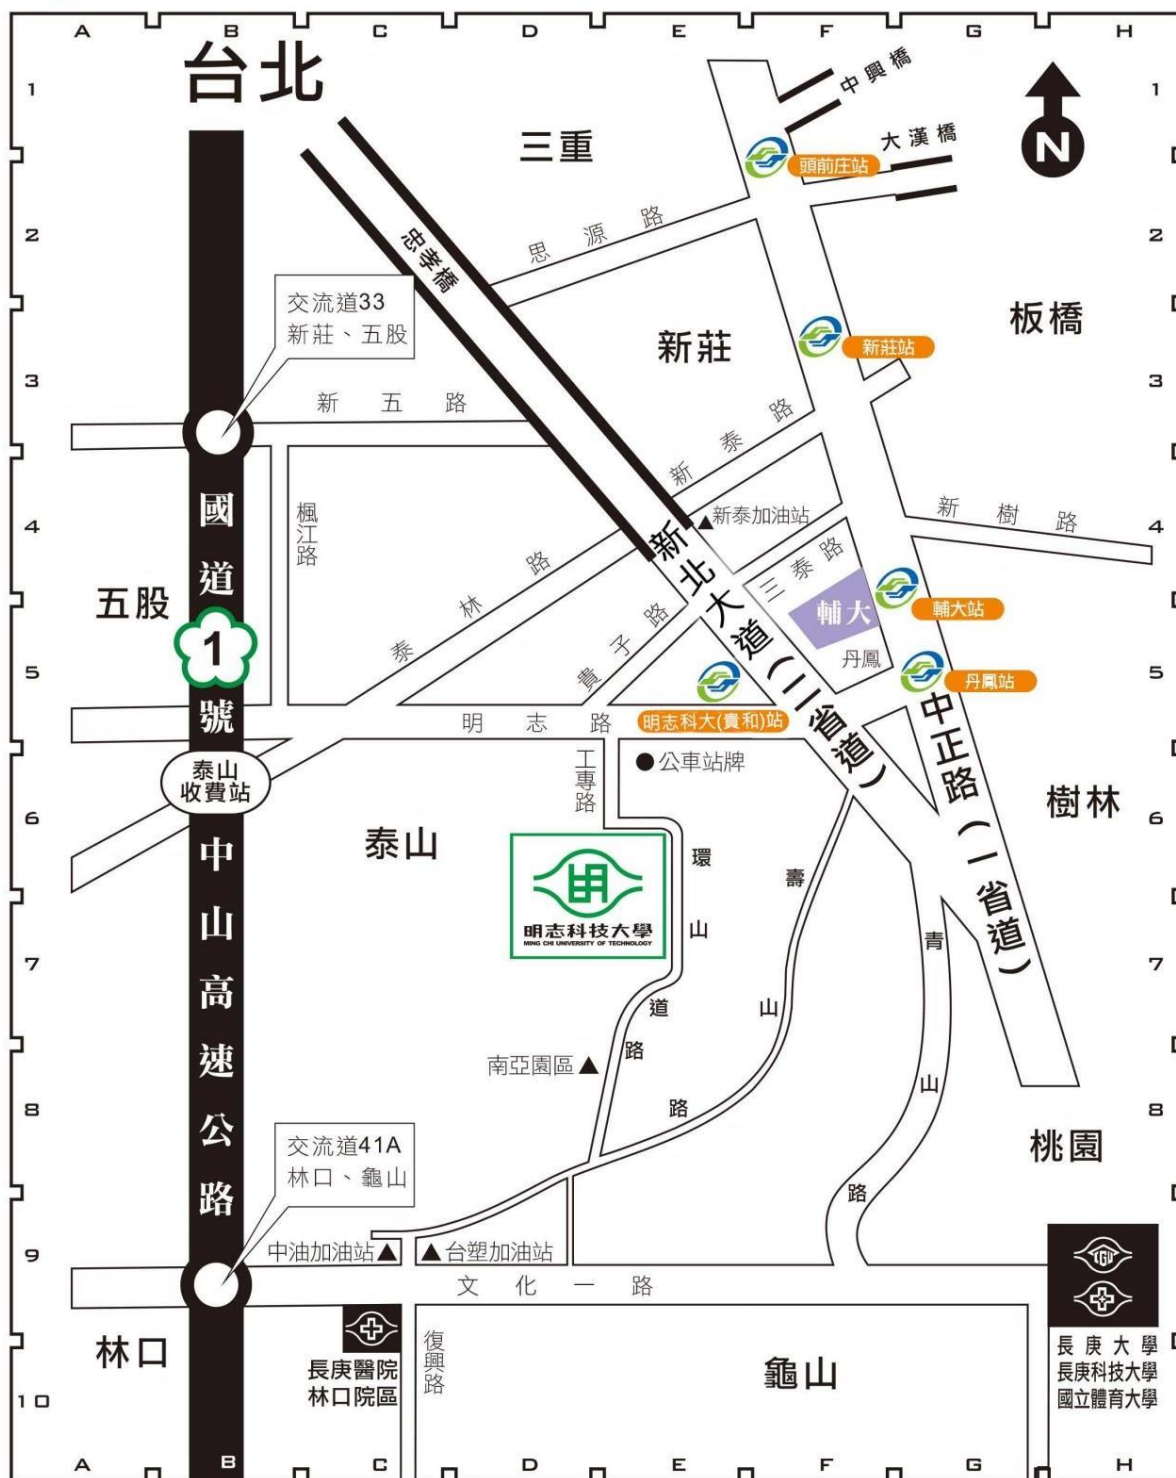 A B C D E F G H
1
台北
中興橋
1
三重
大漢橋
N
頭前庄站
2
忠孝橋
思源路
2
交流道33
新莊、五股
新莊
新莊站
板橋
3
新五路
新泰路
3
4
國道
1
號
中山高速公路
楓江路
新泰加油站
新樹路
4
五股
泰林路
貴子路
新北大道(二省道)
三泰路
輔大
輔大站
5
丹鳳
丹鳳站
5
明志路
明志科大(貴和)站
中正路(一省道)
泰山
收費站
工專路
公車站牌
6
泰山
樹林
6
明志科技大學
MING CHI UNIVERSITY OF TECHNOLOGY
環山道路
壽山路
青山路
7
7
南亞園區
8
8
交流道41A
林口、龜山
桃園
9
中油加油站
台塑加油站
文化一路
9
CGU
林口
長庚醫院
林口院區
復興路
龜山
長庚大學
長庚科技大學
國立體育大學
10
A B C D E F G H